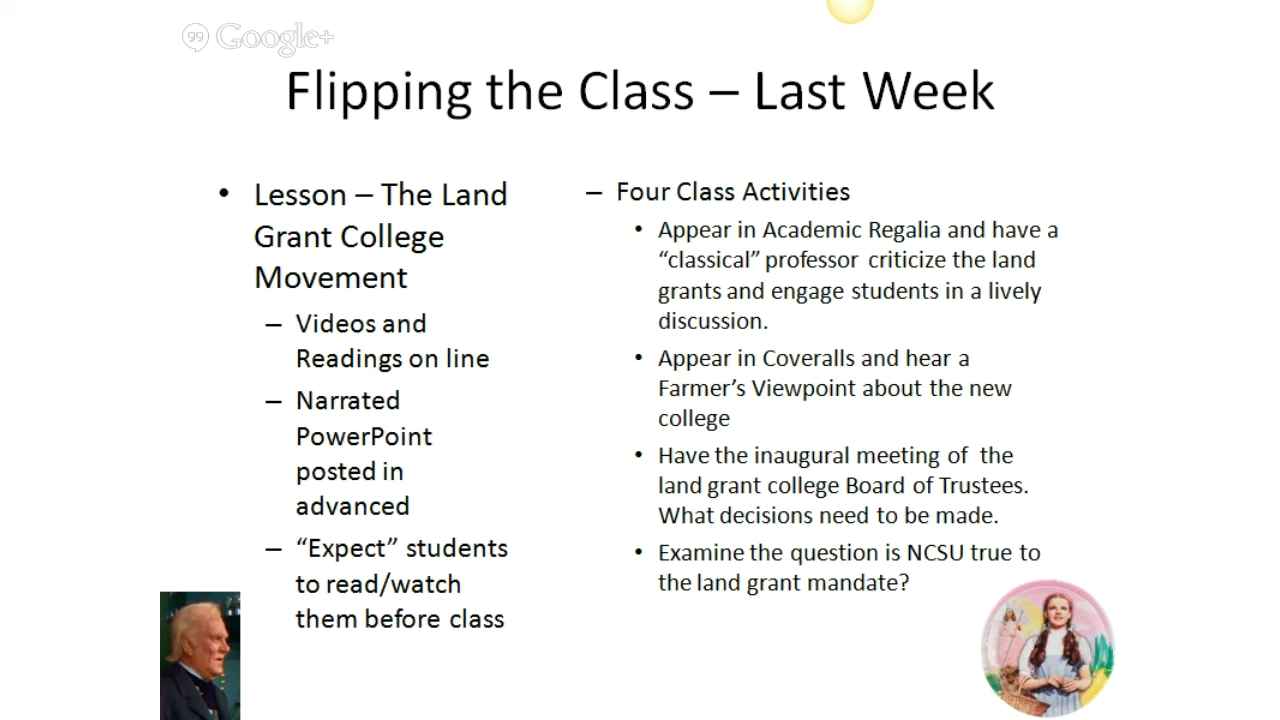 Google+
Flipping the Class – Last Week
• Lesson – The Land
Grant College
Movement
– Videos and
Readings on line
– Narrated
PowerPoint
posted in
advanced
– “Expect” students
to read/watch
them before class
– Four Class Activities
• Appear in Academic Regalia and have a
“classical” professor criticize the land
grants and engage students in a lively
discussion.
• Appear in Coveralls and hear a
Farmer’s Viewpoint about the new
college
• Have the inaugural meeting of the
land grant college Board of Trustees.
What decisions need to be made.
• Examine the question is NCSU true to
the land grant mandate?